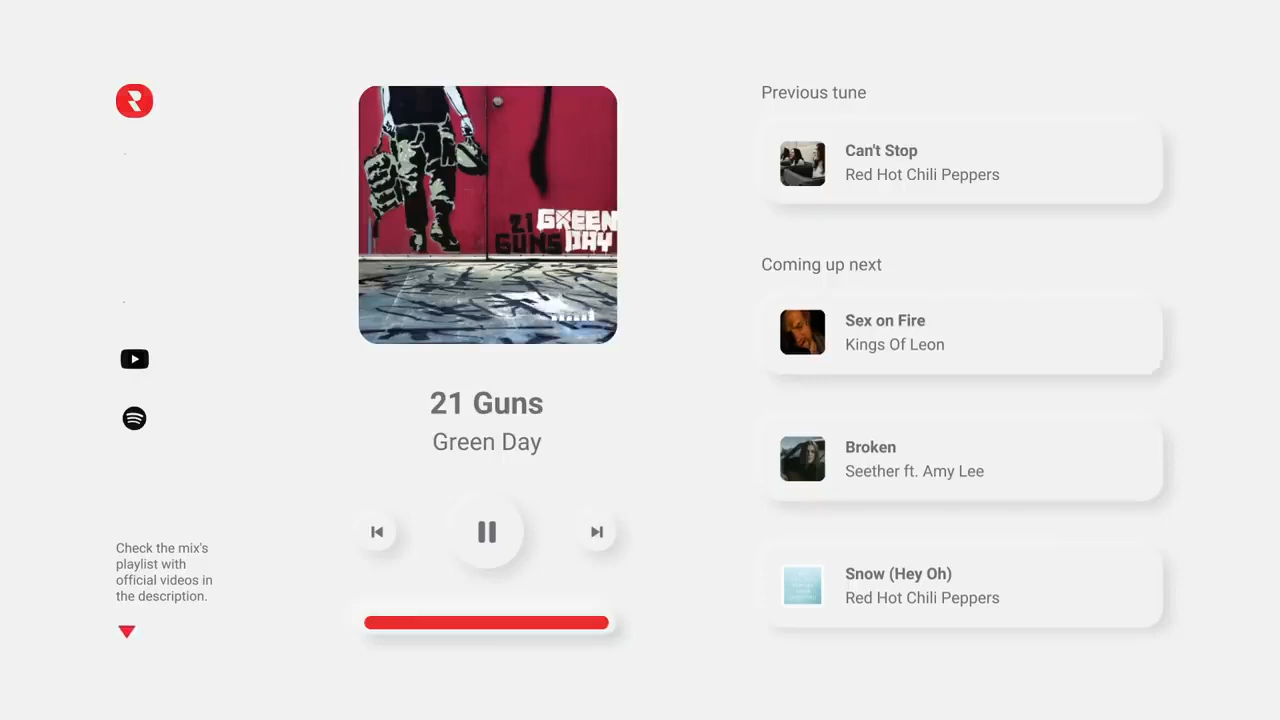 Check the mix's
playlist with
official videos in
the description.
21
GUNS
GREEN
DAY
21 Guns
Green Day
Previous tune
Can't Stop
Red Hot Chili Peppers
Coming up next
Sex on Fire
Kings Of Leon
Broken
Seether ft. Amy Lee
Snow (Hey Oh)
Red Hot Chili Peppers